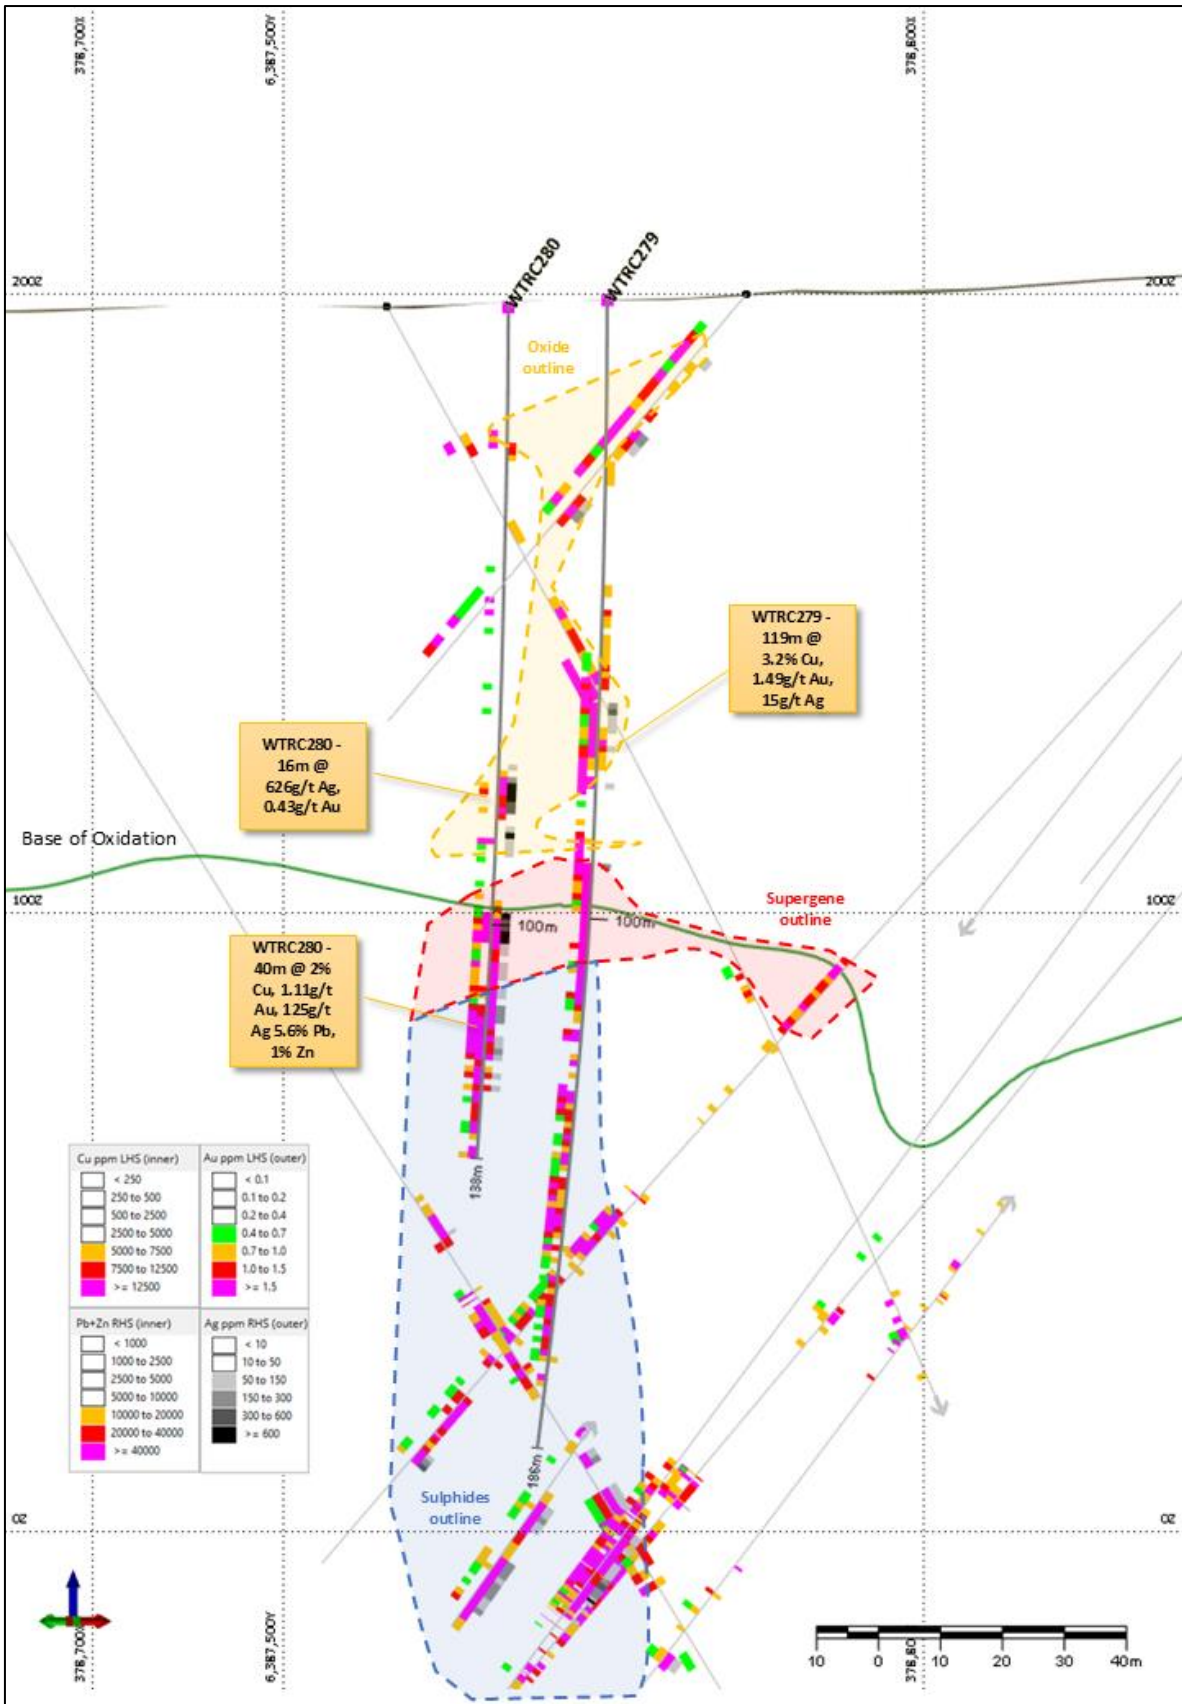 378,700X
6,387,500Y
378,800X
WTRC280
WTRC279
200Z
200Z
Oxide
outline
WTRC279 -
119m @
3.2% Cu,
1.49g/t Au,
15g/t Ag
WTRC280 -
16m @
626g/t Ag,
0.43g/t Au
Base of Oxidation
Supergene
outline
100Z
100Z
100m
100m
WTRC280 -
40m @ 2%
Cu, 1.11g/t
Au, 125g/t
Ag 5.6% Pb,
1% Zn
138m
Cu ppm LHS (inner)
< 250
250 to 500
500 to 2500
2500 to 5000
5000 to 7500
7500 to 12500
>= 12500
Au ppm LHS (outer)
< 0.1
0.1 to 0.2
0.2 to 0.4
0.4 to 0.7
0.7 to 1.0
1.0 to 1.5
>= 1.5
Pb+Zn RHS (inner)
< 1000
1000 to 2500
2500 to 5000
5000 to 10000
10000 to 20000
20000 to 40000
>= 40000
Ag ppm RHS (outer)
< 10
10 to 50
50 to 150
150 to 300
300 to 600
>= 600
186m
Sulphides
outline
0Z
0Z
378,700X
6,387,500Y
378,80
10 0 10 20 30 40m